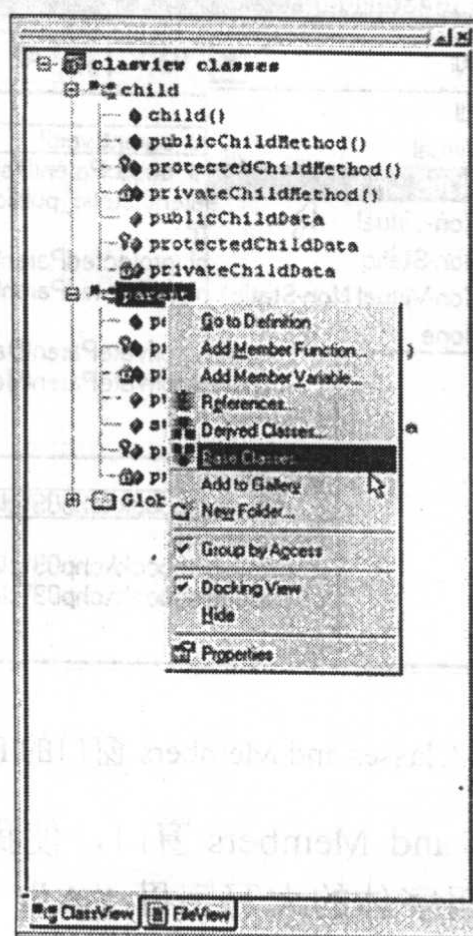 clasview classes
child
child()
publicChildMethod()
protectedChildMethod()
privateChildMethod()
publicChildData
protectedChildData
privateChildData
parent
Go to Definition
Add Member Function...
Add Member Variable...
References...
Derived Classes...
Base Classes...
Add to Gallery
New Folder...
Group by Access
Docking View
Hide
Properties
Glob
ClassView
FileView